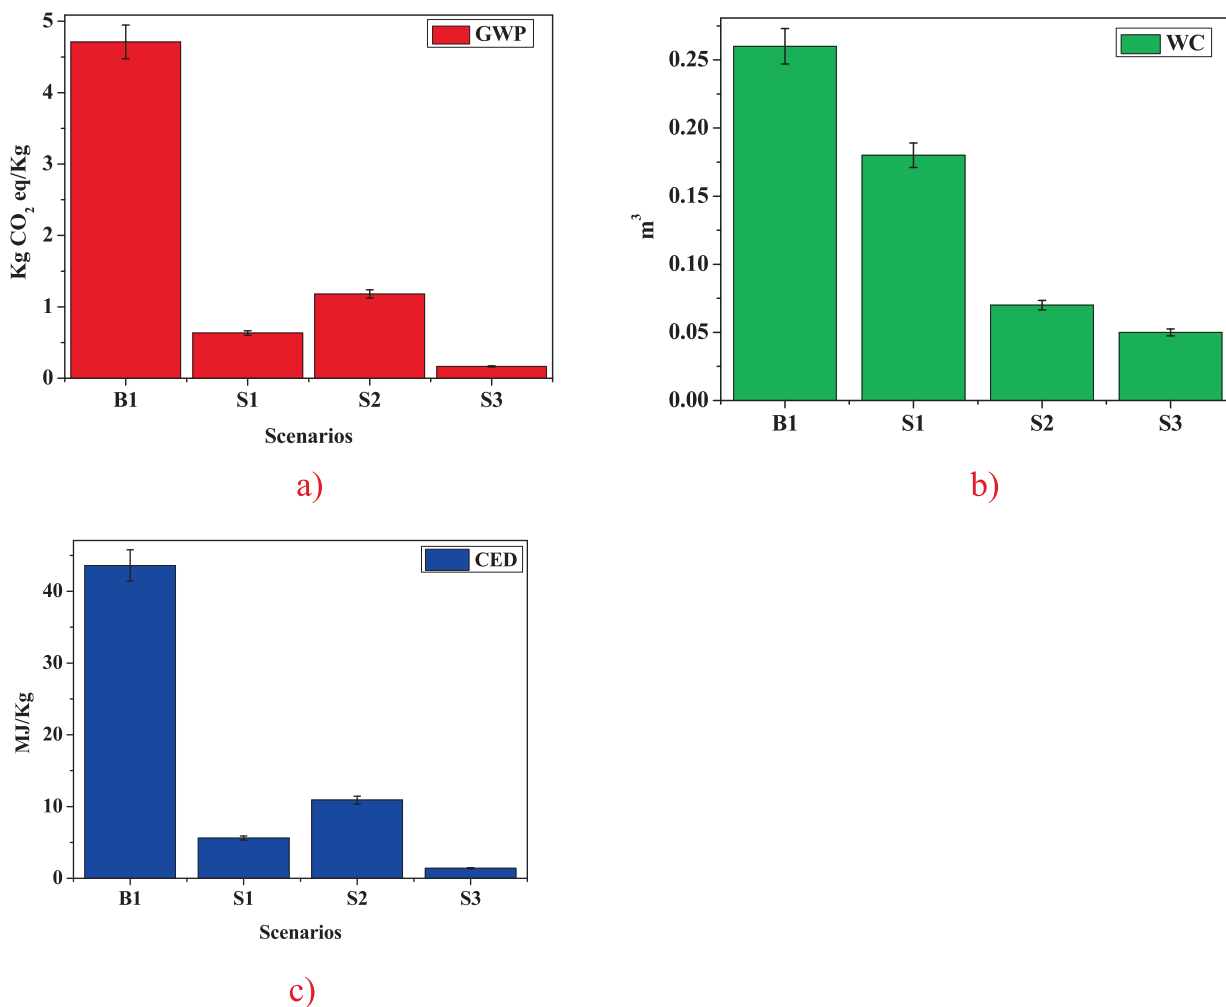 GWP
5
4
3
2
1
0
Kg CO₂ eq/Kg
B1 S1 S2 S3
Scenarios
a)
WC
0.25
0.20
0.15
0.10
0.05
0.00
m³
B1 S1 S2 S3
b)
CED
40
30
20
10
0
MJ/Kg
B1 S1 S2 S3
Scenarios
c)